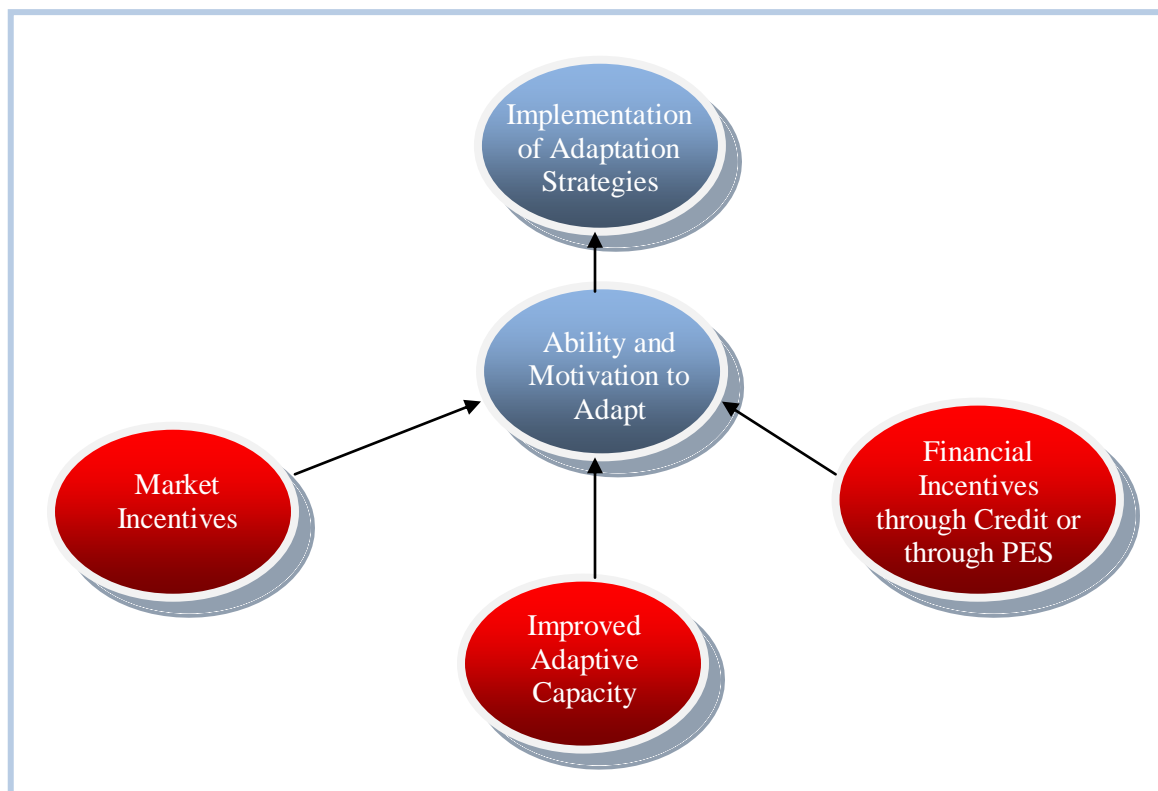 Implementation
of Adaptation
Strategies
Ability and
Motivation to
Adapt
Market
Incentives
Financial
Incentives
through Credit or
through PES
Improved
Adaptive
Capacity